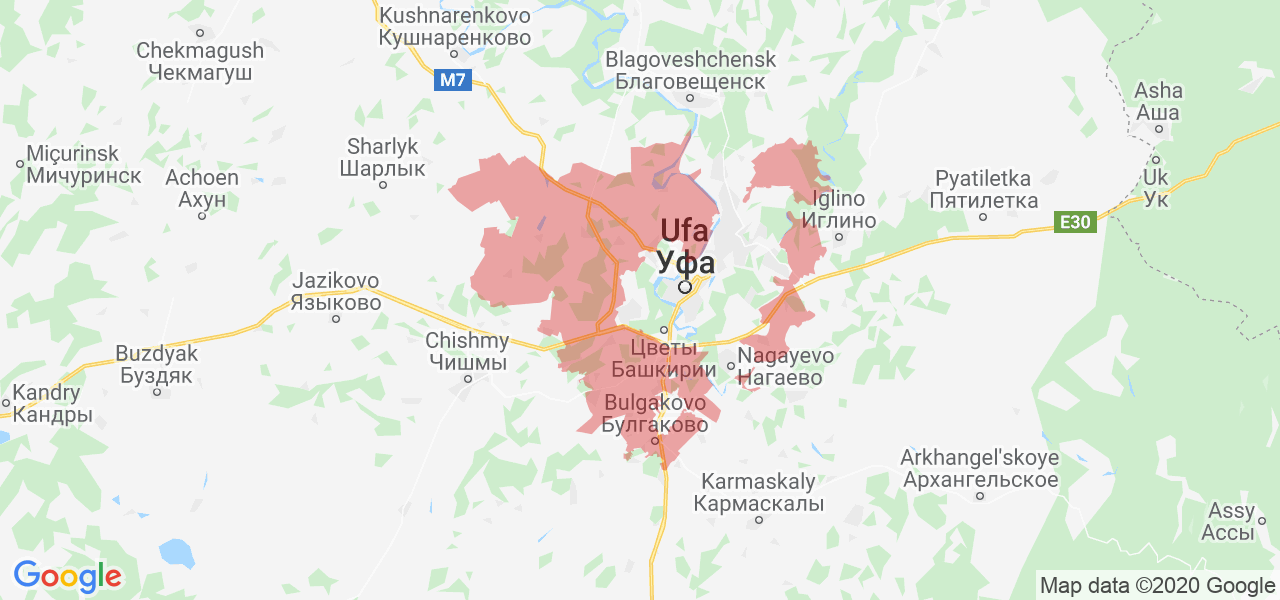 Kushnarenkovo
Кушнаренково
Chekmagush
Чекмагуш
Blagoveshchensk
Благовещенск
M7
Asha
Аша
Sharlyk
Шарлык
Miçurinsk
Мичуринск
Achoen
Ахун
Uk
Ук
Pyatiletka
Пятилетка
Iglino
Иглино
E30
Ufa
Уфа
Jazikovo
Языково
Chishmy
Чишмы
Цветы
Башкирии
Nagayevo
Нагаево
Buzdyak
Буздяк
Kandry
Кандры
Bulgakovo
Булгаково
Arkhangel'skoye
Архангельское
Karmaskaly
Кармаскалы
Assy
Ассы
Google
Map data ©2020 Google